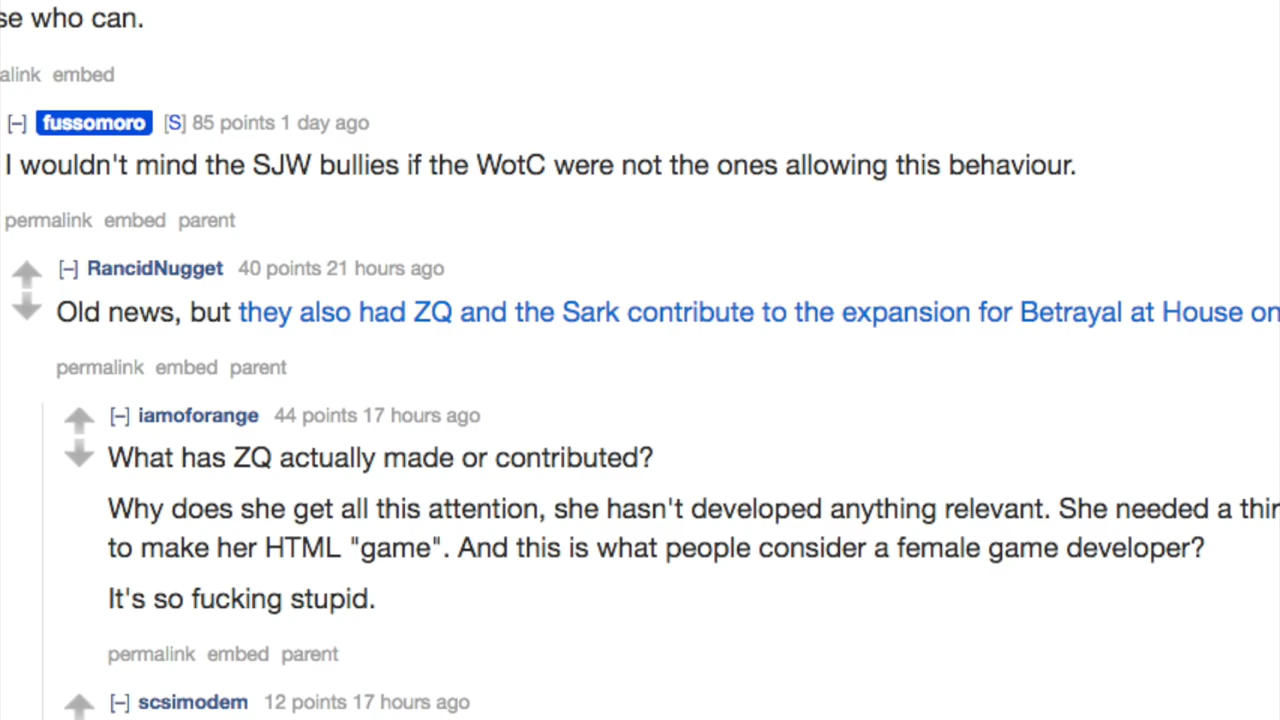 se who can.
alink embed
[–] fussomoro [S] 85 points 1 day ago
I wouldn't mind the SJW bullies if the WotC were not the ones allowing this behaviour.
permalink embed parent
[–] RancidNugget 40 points 21 hours ago
Old news, but they also had ZQ and the Sark contribute to the expansion for Betrayal at House on
permalink embed parent
[–] iamoforange 44 points 17 hours ago
What has ZQ actually made or contributed?
Why does she get all this attention, she hasn't developed anything relevant. She needed a thir
to make her HTML "game". And this is what people consider a female game developer?
It's so fucking stupid.
permalink embed parent
[–] scsimodem 12 points 17 hours ago